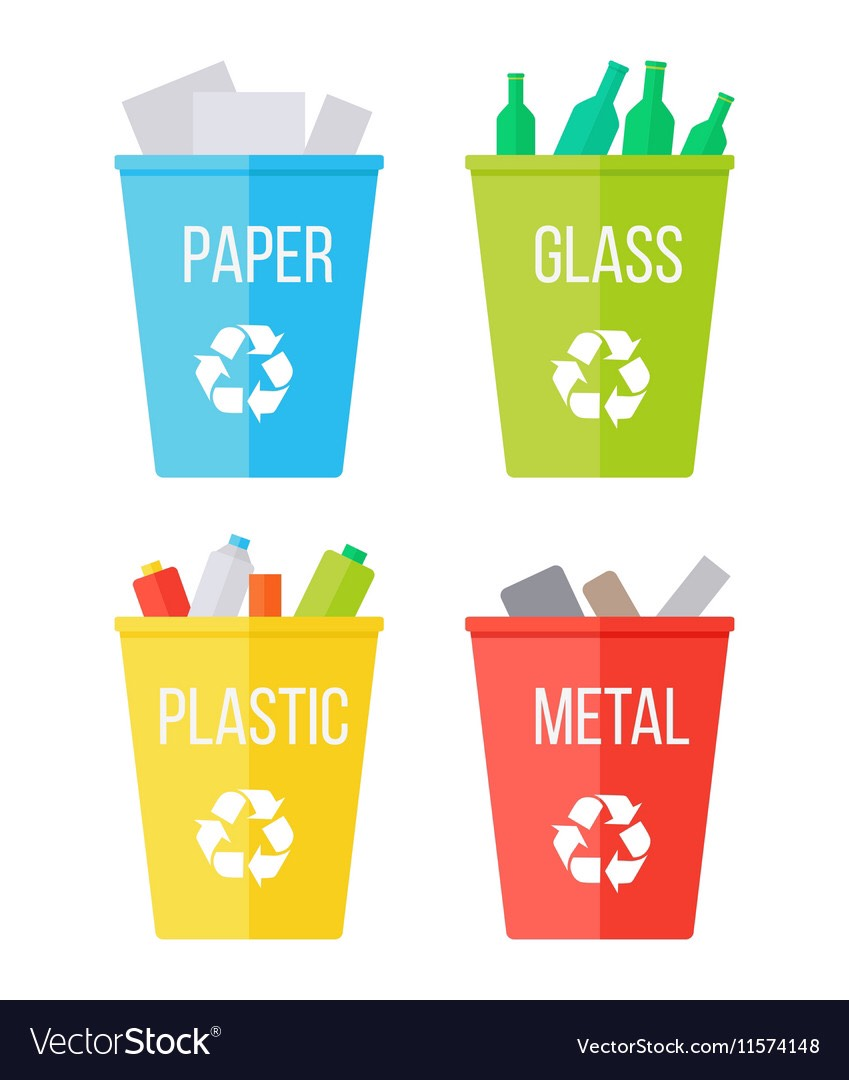 PAPER
GLASS
PLASTIC
METAL
VectorStock®
VectorStock.com/11574148